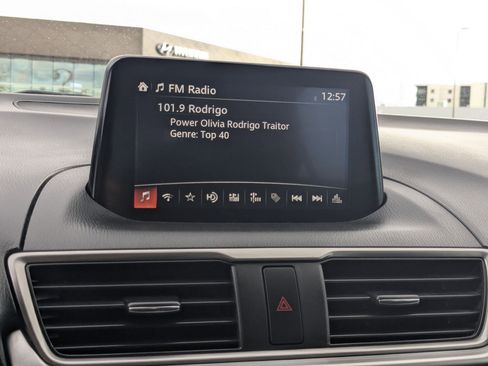 FM Radio
12:57
101.9 Rodrigo
Power Olivia Rodrigo Traitor
Genre: Top 40